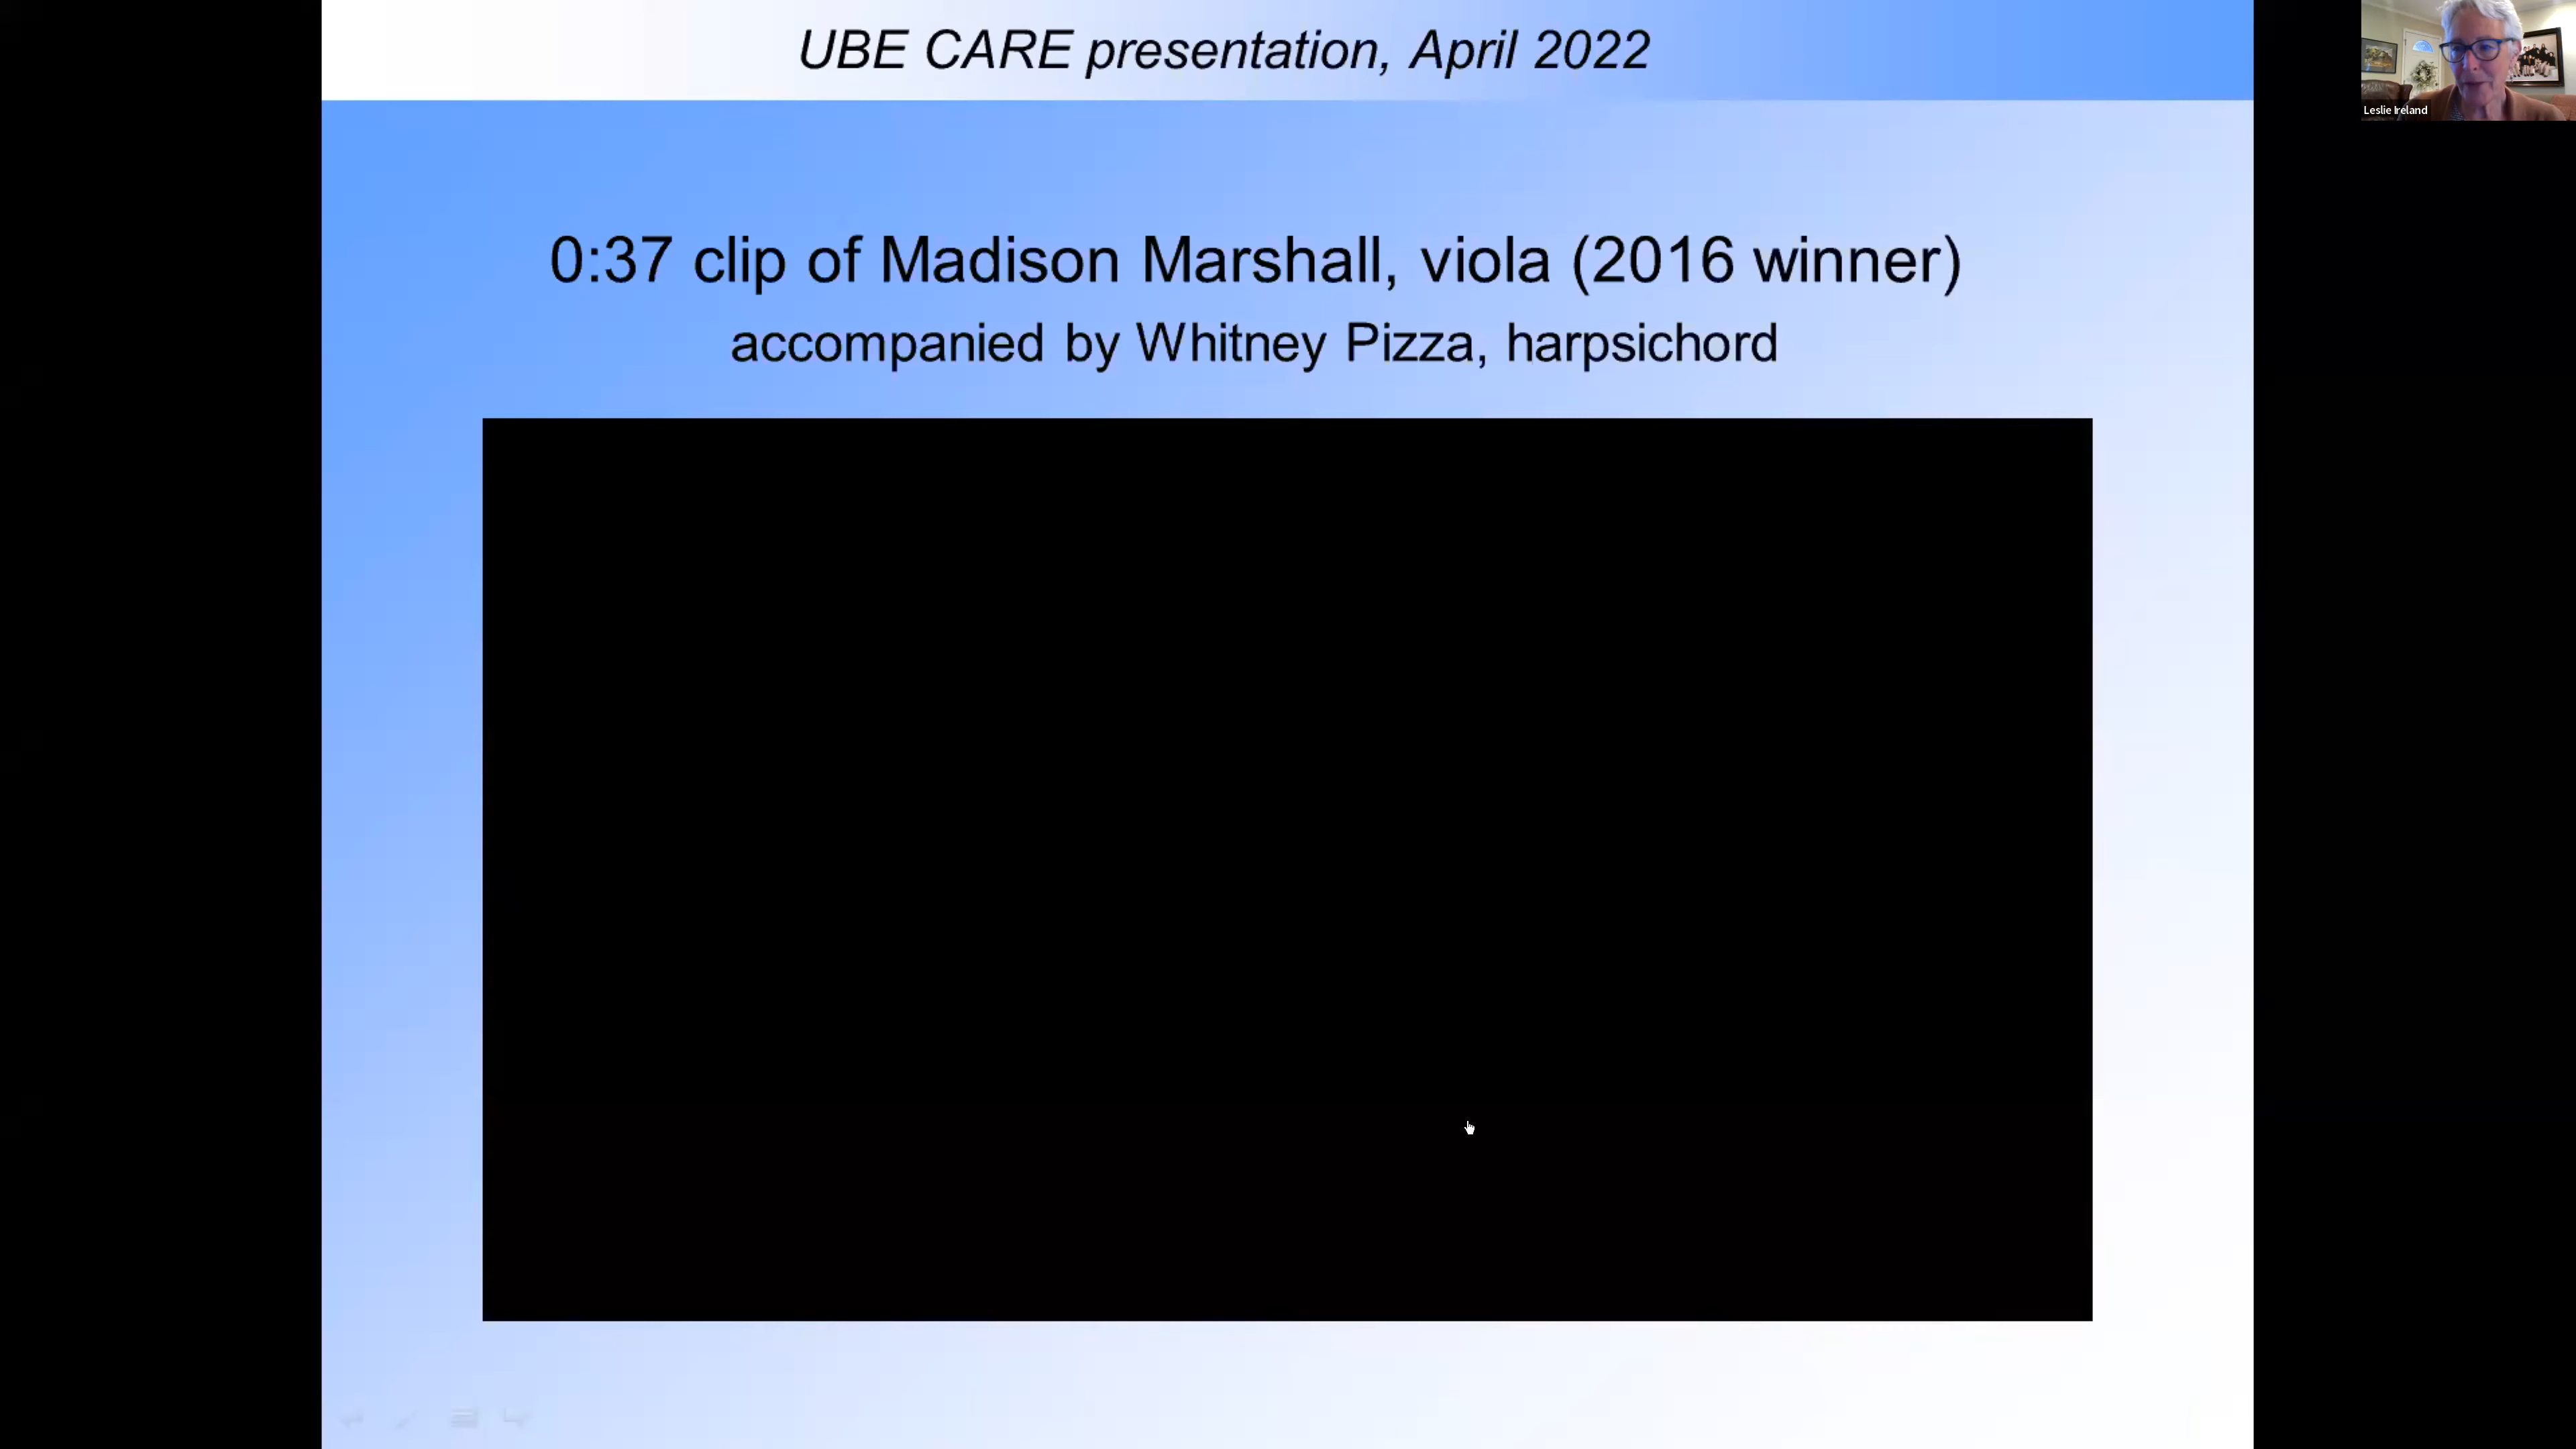 UBE CARE presentation, April 2022
Leslie Ireland
0:37 clip of Madison Marshall, viola (2016 winner)
accompanied by Whitney Pizza, harpsichord